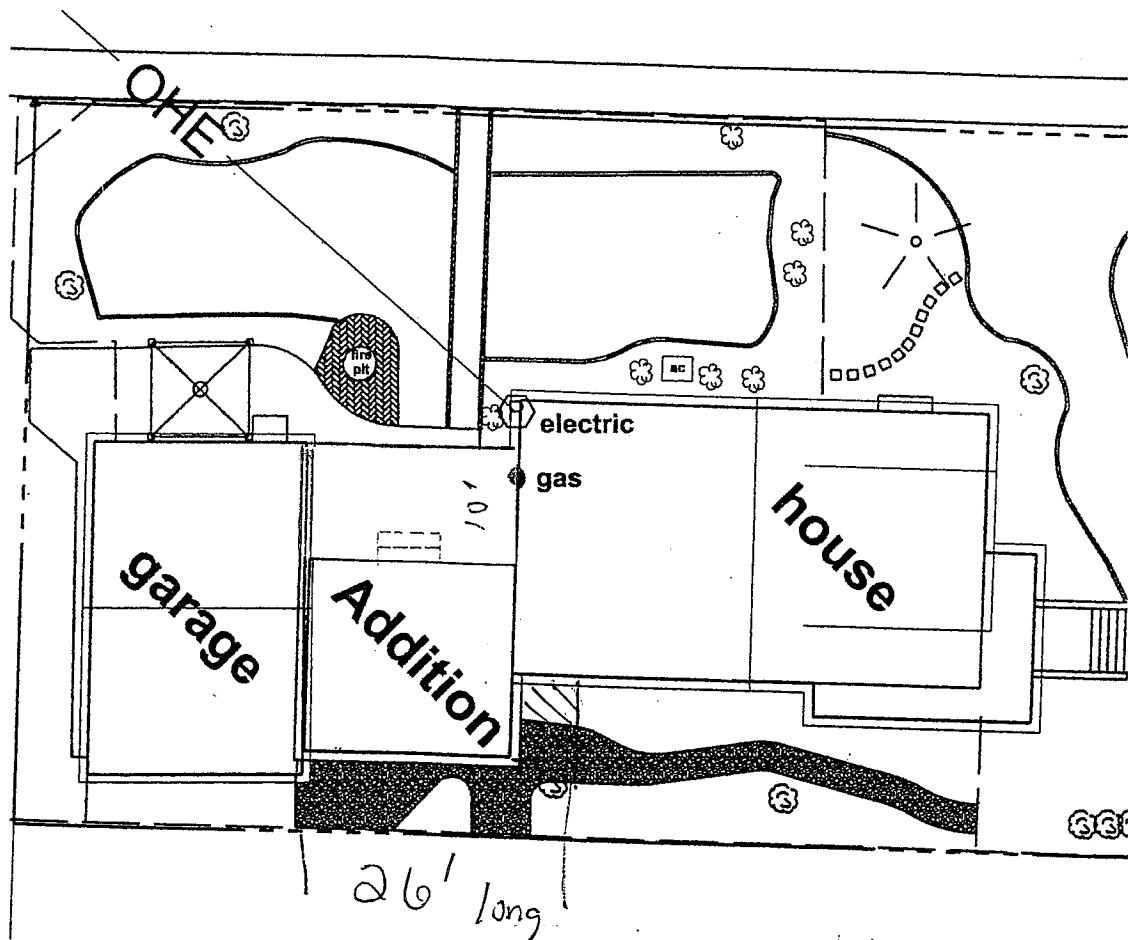 OHE
fire
pit
ac
electric
gas
10'
house
garage
Addition
26' long